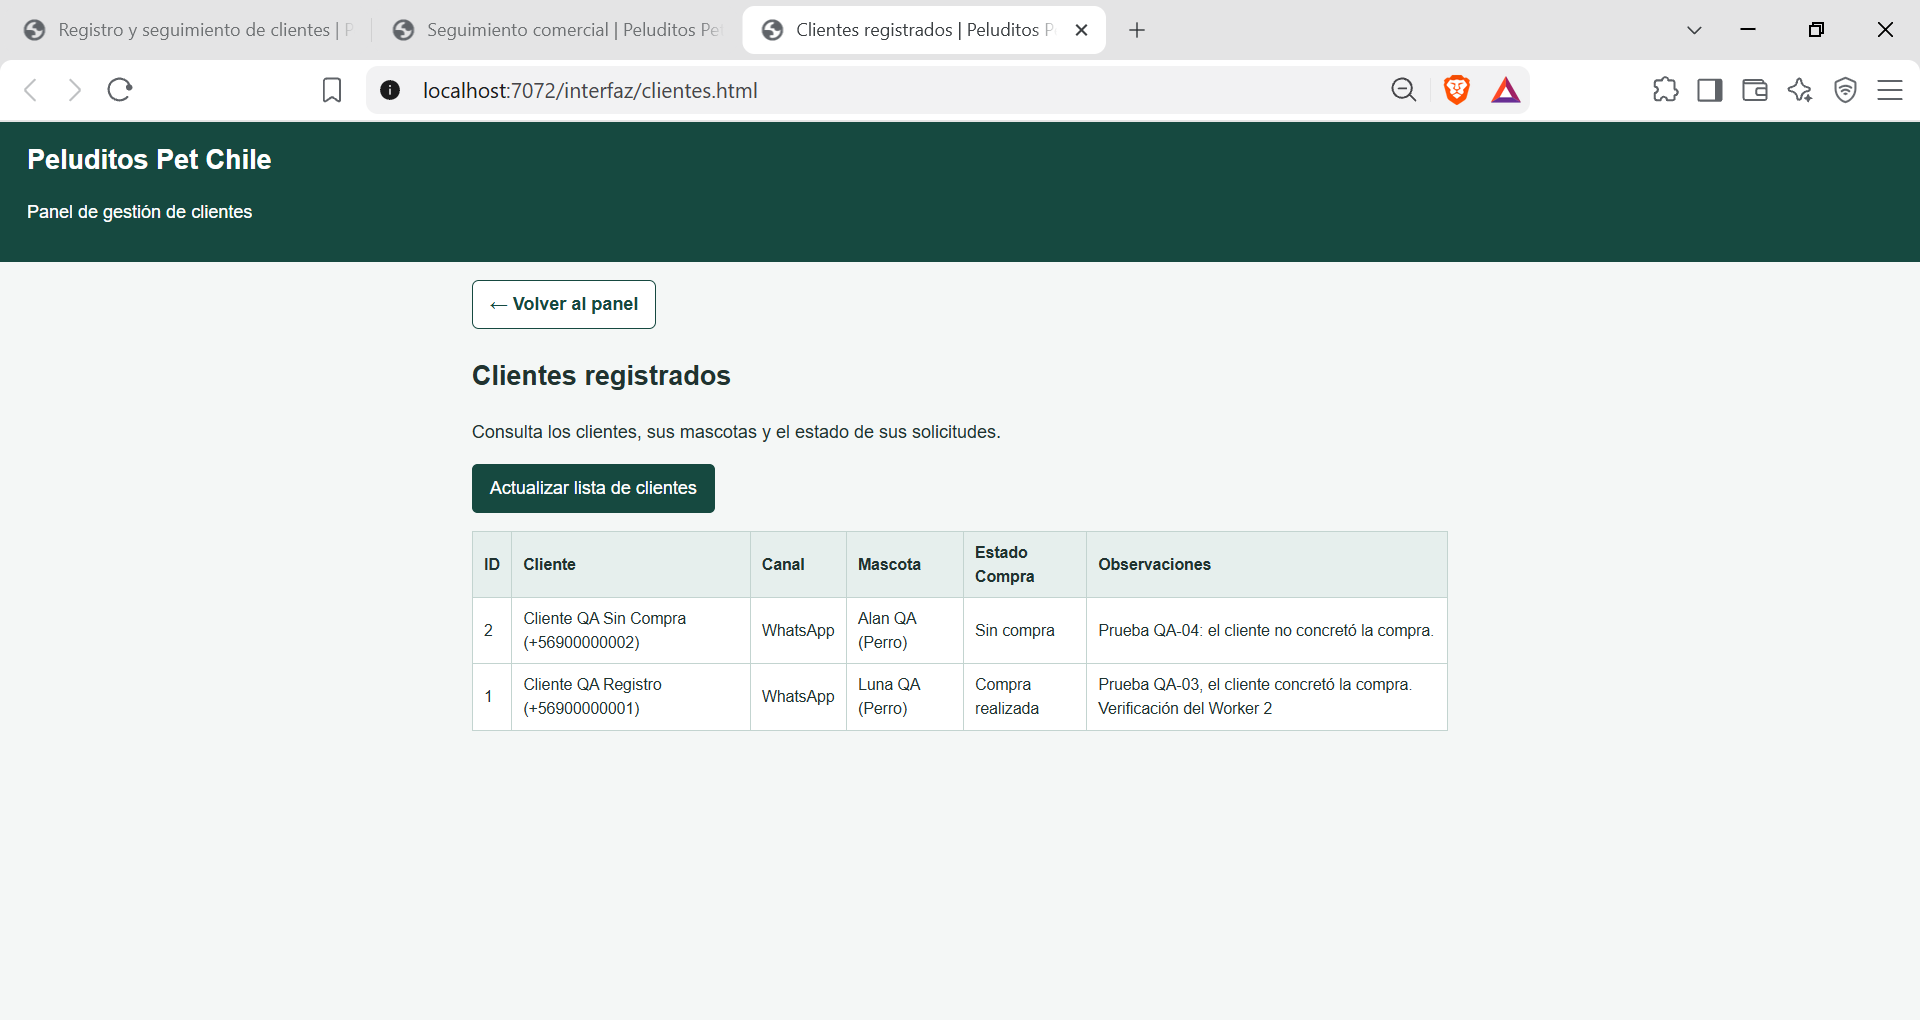 Registro y seguimiento de clientes | P
Seguimiento comercial | Peluditos Pe
Clientes registrados | Peluditos P
localhost:7072/interfaz/clientes.html
Peluditos Pet Chile
Panel de gestión de clientes
← Volver al panel
Clientes registrados
Consulta los clientes, sus mascotas y el estado de sus solicitudes.
Actualizar lista de clientes
ID Cliente Canal Mascota Estado Compra Observaciones
2 Cliente QA Sin Compra (+56900000002) WhatsApp Alan QA (Perro) Sin compra Prueba QA-04: el cliente no concretó la compra.
1 Cliente QA Registro (+56900000001) WhatsApp Luna QA (Perro) Compra realizada Prueba QA-03, el cliente concretó la compra. Verificación del Worker 2